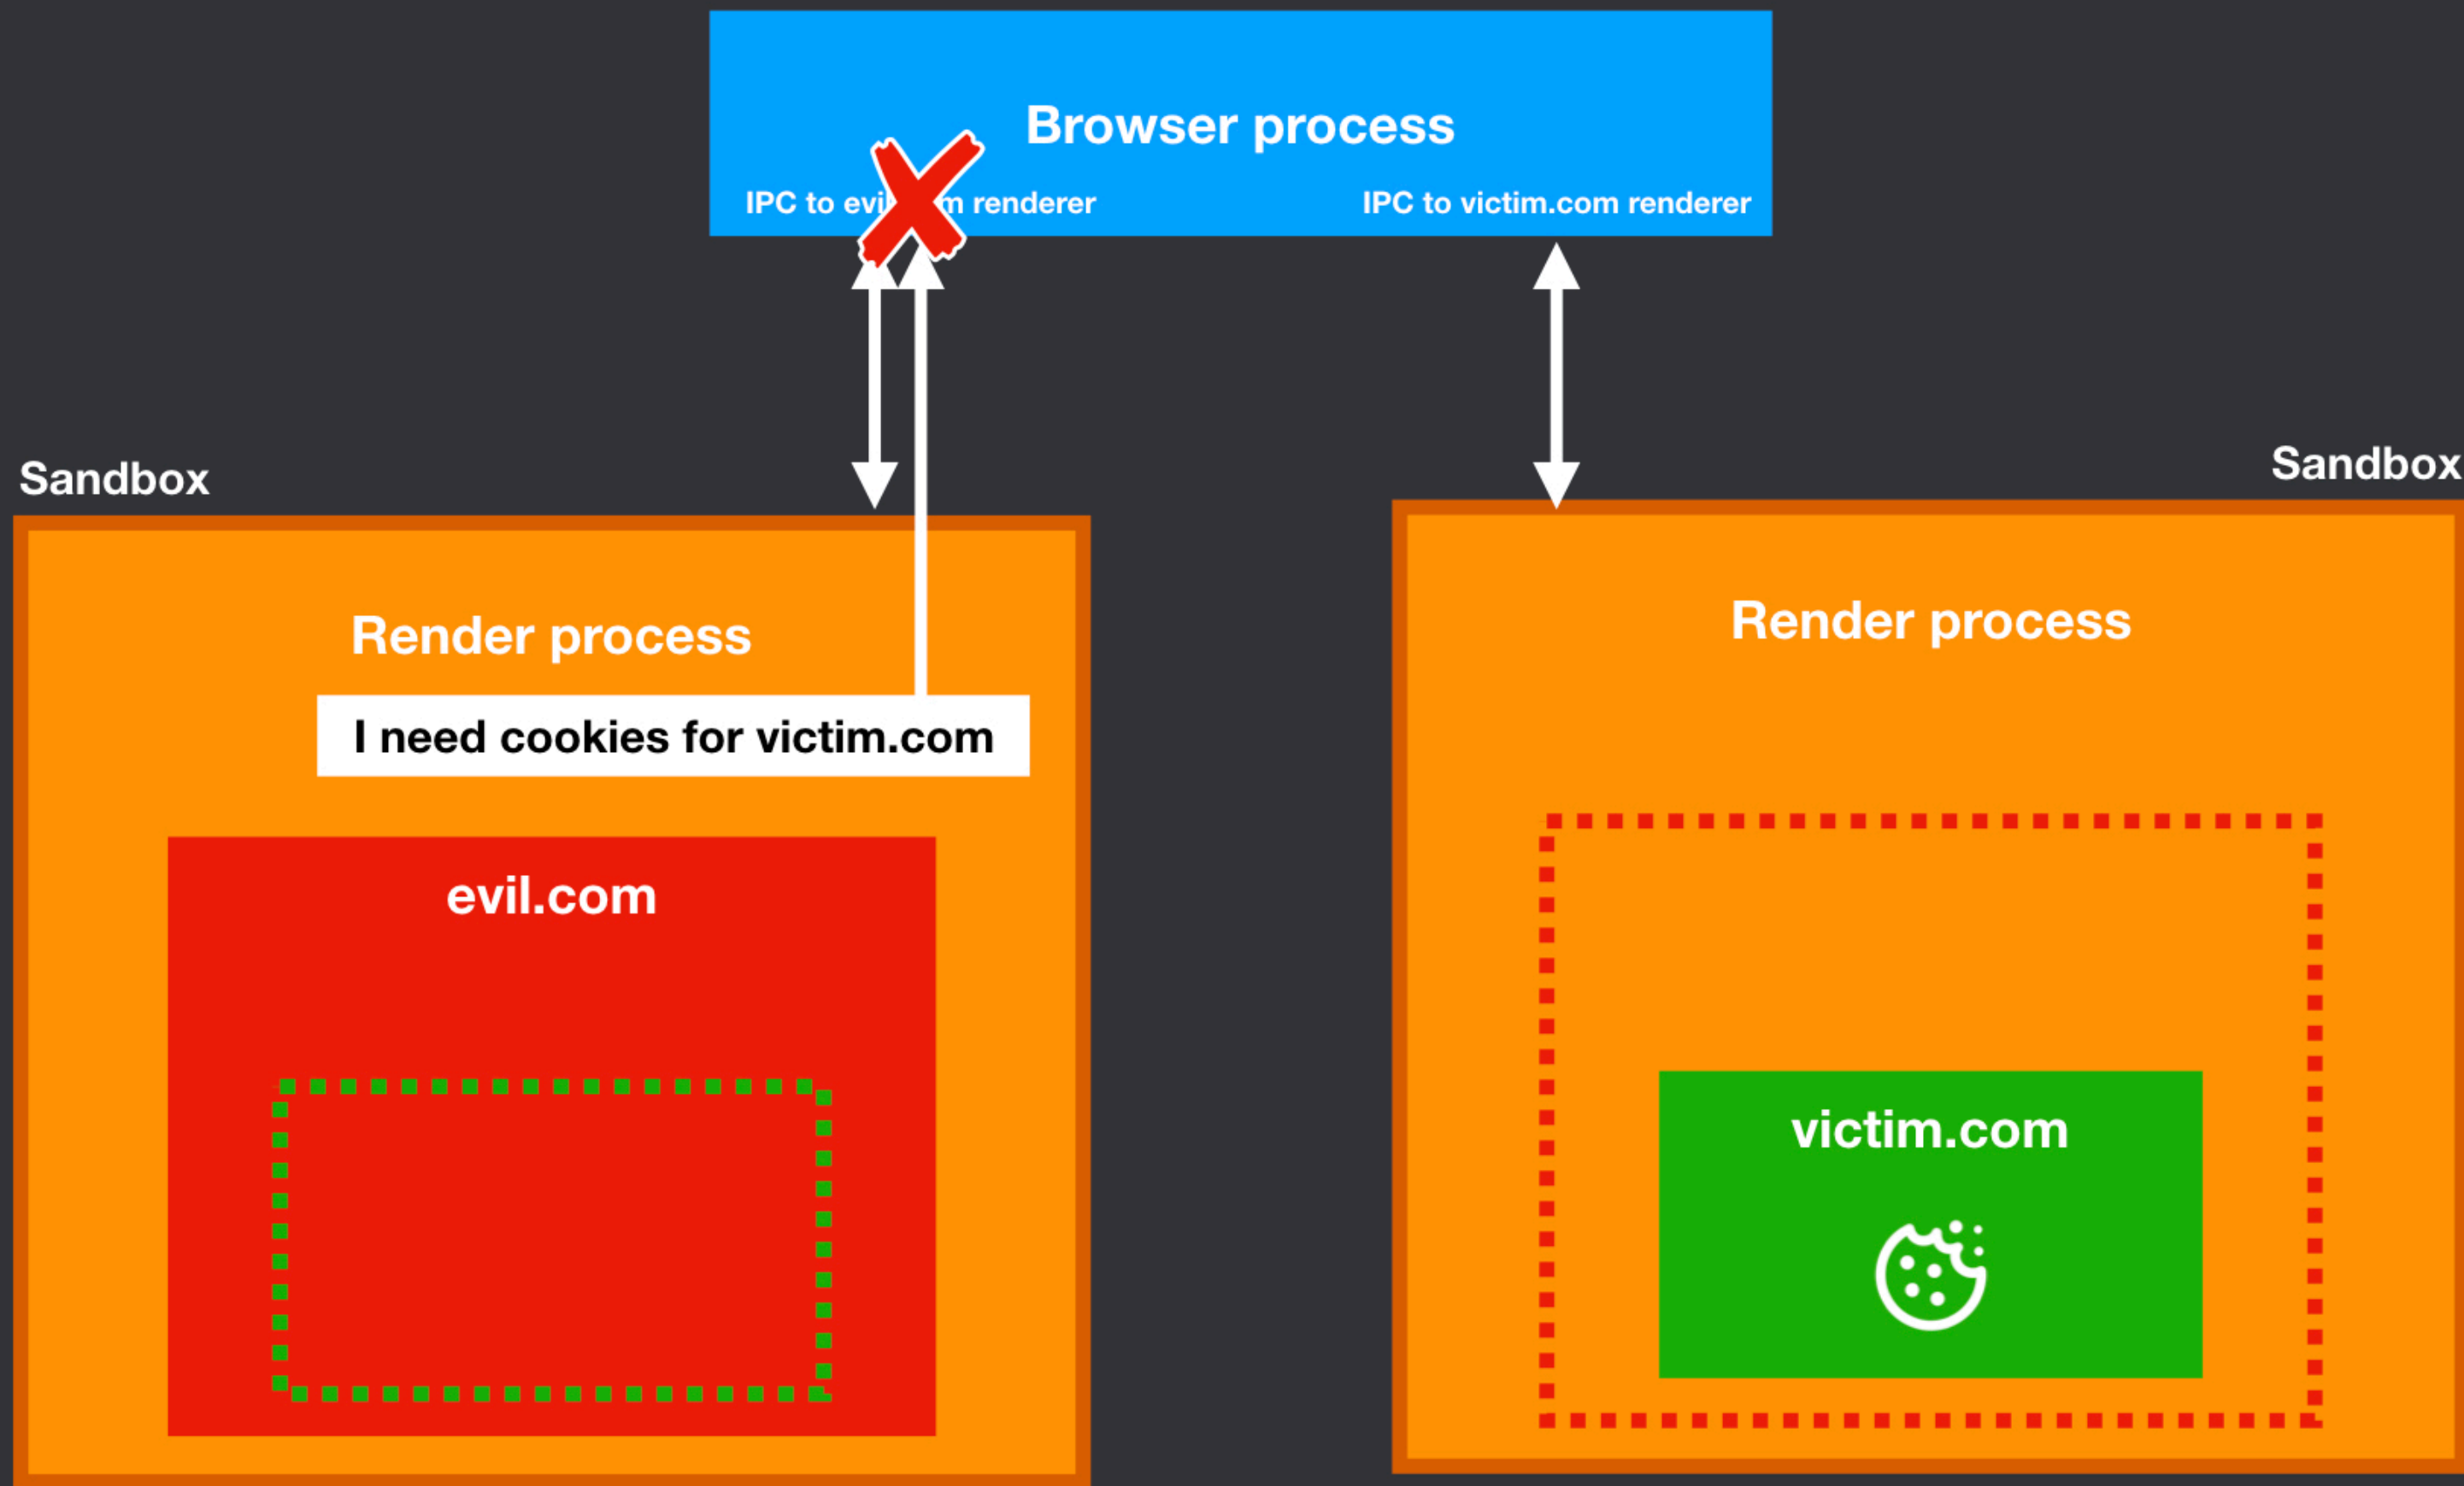 Browser process
IPC to evi m renderer
IPC to victim.com renderer
Sandbox
Sandbox
Render process
Render process
I need cookies for victim.com
evil.com
victim.com